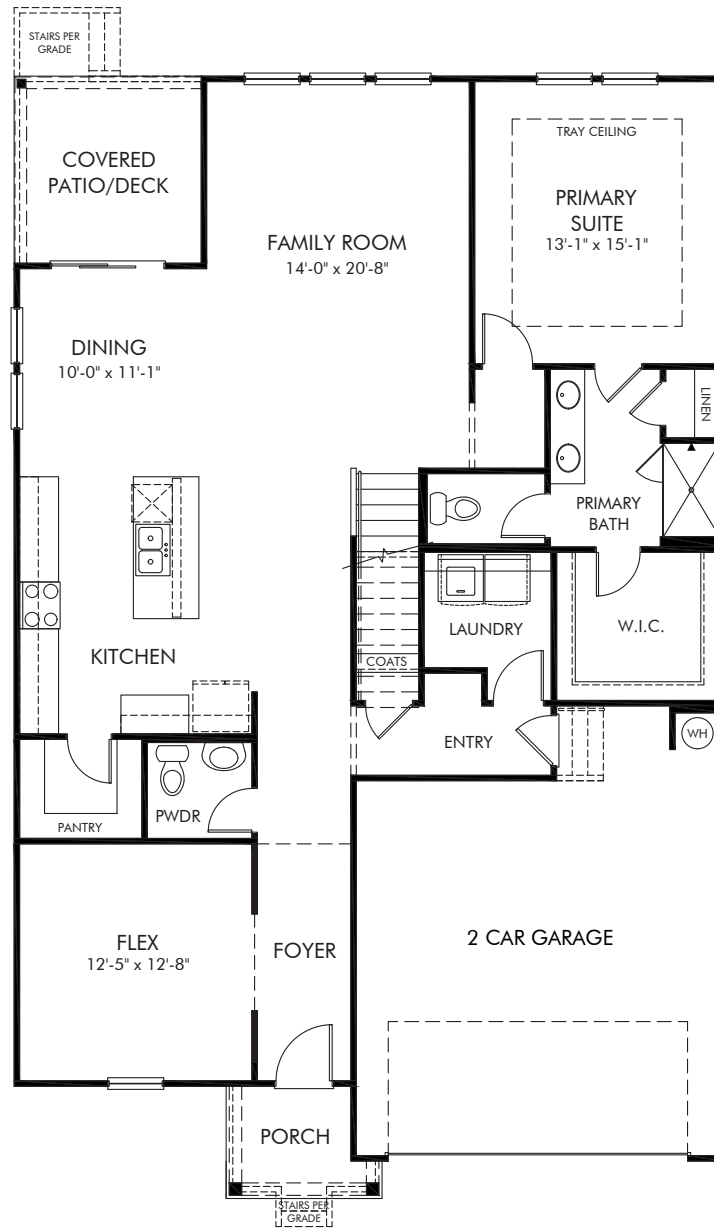 STAIRS PER
GRADE
COVERED
PATIO/DECK
FAMILY ROOM
14'-0" x 20'-8"
TRAY CEILING
PRIMARY
SUITE
13'-1" x 15'-1"
DINING
10'-0" x 11'-1"
LINEN
PRIMARY
BATH
LAUNDRY
W.I.C.
KITCHEN
COATS
ENTRY
WH
PWDR
PANTRY
FLEX
12'-5" x 12'-8"
FOYER
2 CAR GARAGE
PORCH
STAIRS PER
GRADE